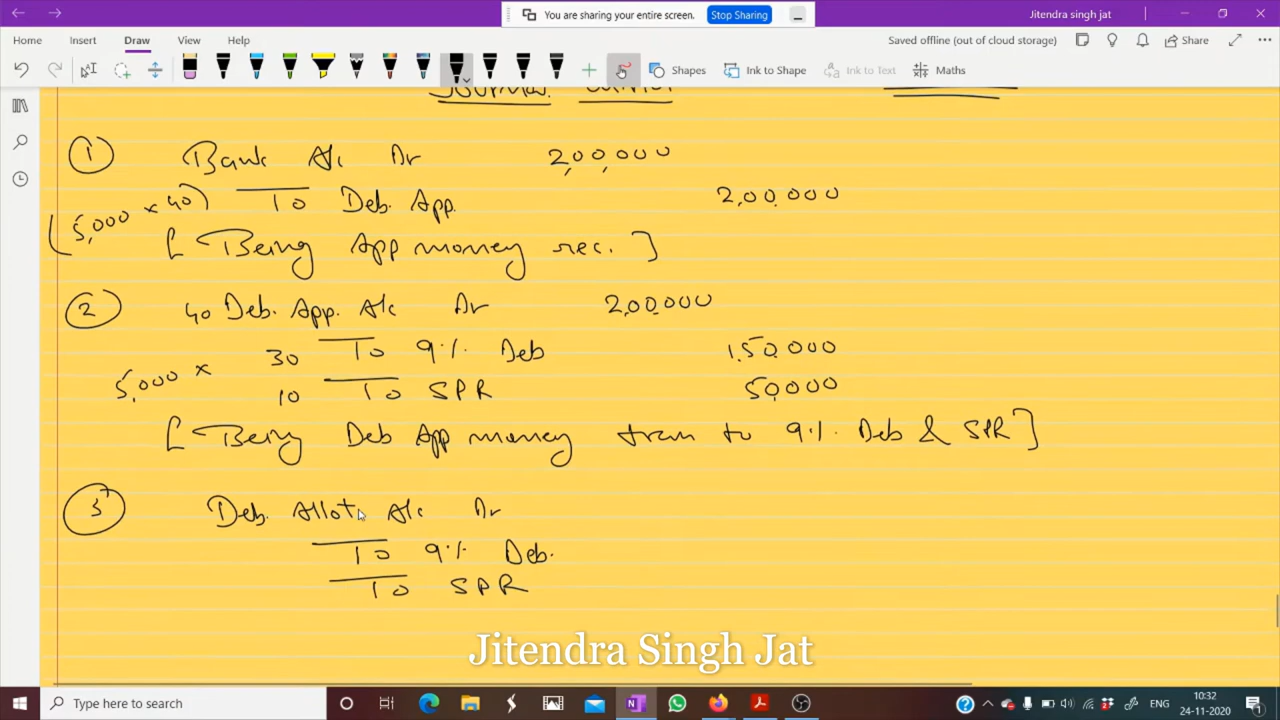 You are sharing your entire screen. Stop Sharing
Jitendra singh jat
Home Insert Draw View Help
Saved offline (out of cloud storage)
Share
Shapes Ink to Shape Ink to Text Maths
Journal
① Bank A/c Dr 2,00,000
To Deb. App. 2,00,000
(5,000 x 40)
[ Being App money rec. ]
② 40 Deb. App. A/c Dr 2,00,000
30 To 9% Deb 1,50,000
5,000 x
10 To SPR 50,000
[ Being Deb App money tran to 9% Deb & SPR ]
③ Deb. Allot. A/c Dr
To 9% Deb.
To SPR
Jitendra Singh Jat
Type here to search
ENG
10:32
24-11-2020